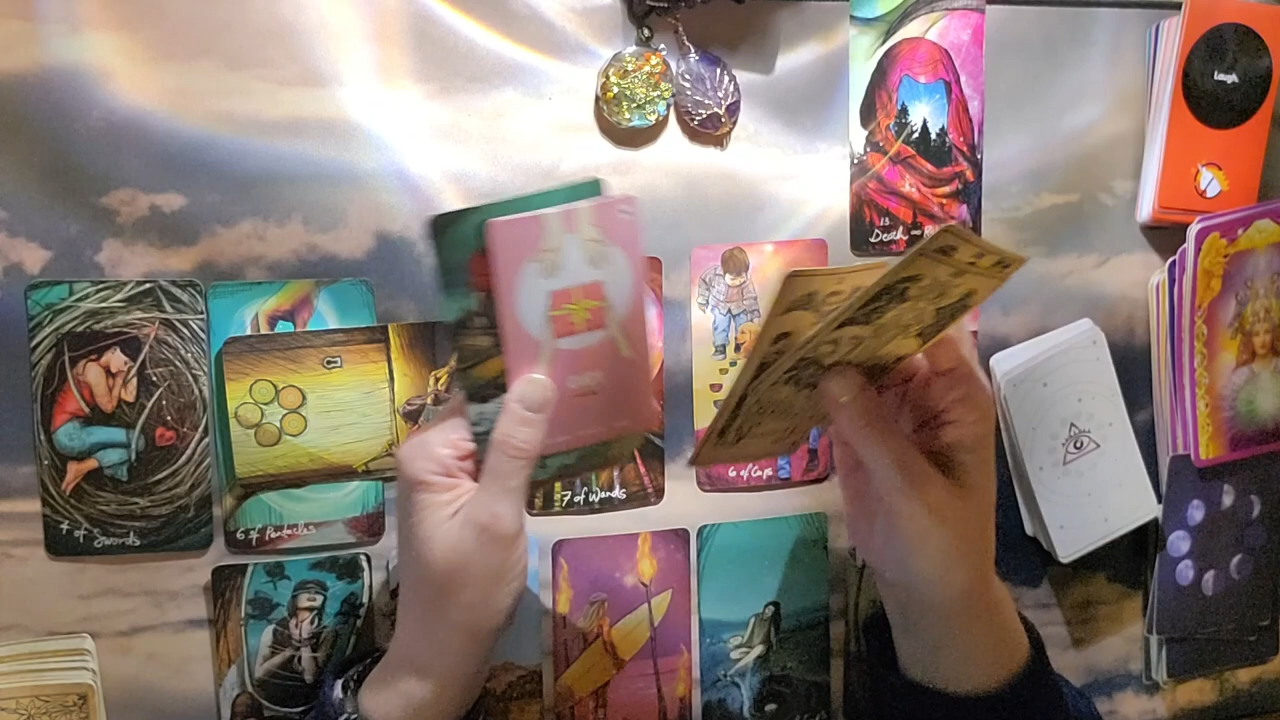 Laugh
13
Death
7 of Wands
6 of Cups
6 of Pentacles
4 of Swords